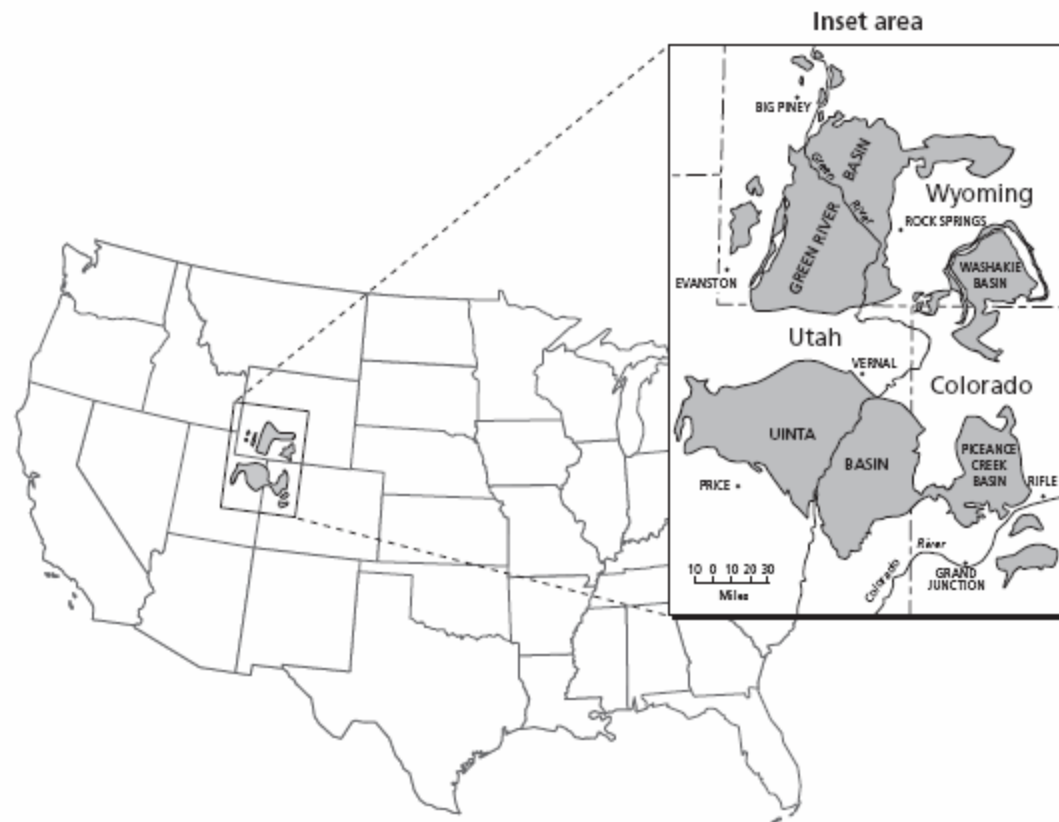 Inset area
BIG PINEY
Green
River
GREEN RIVER
BASIN
Wyoming
ROCK SPRINGS
EVANSTON
WASHAKIE
BASIN
Utah
VERNAL
Colorado
UINTA
BASIN
PICEANCE
CREEK
BASIN
PRICE
RIFLE
Colorado
River
GRAND
JUNCTION
10 0 10 20 30
Miles